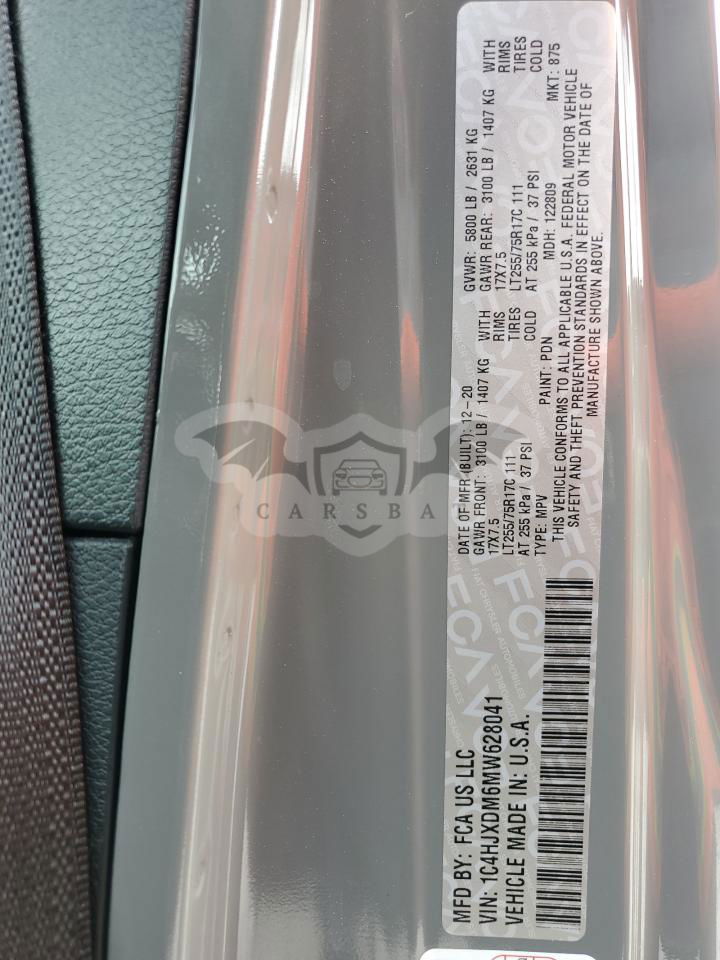 MFD BY: FCA US LLC
VIN: 1C4HJXDM6MW628041
VEHICLE MADE IN: U.S.A.
DATE OF MFR (BUILT): 12-20 GVWR: 5800 LB / 2631 KG
GAWR FRONT: 3100 LB / 1407 KG WITH GAWR REAR: 3100 LB / 1407 KG WITH
17X7.5 RIMS 17X7.5 RIMS
LT255/75R17C 111 TIRES LT255/75R17C 111 TIRES
AT 255 kPa / 37 PSI COLD AT 255 kPa / 37 PSI COLD
TYPE: MPV PAINT: PDN MDH: 122809 MKT: 875
THIS VEHICLE CONFORMS TO ALL APPLICABLE U.S.A. FEDERAL MOTOR VEHICLE
SAFETY AND THEFT PREVENTION STANDARDS IN EFFECT ON THE DATE OF
MANUFACTURE SHOWN ABOVE.
CARSBAT